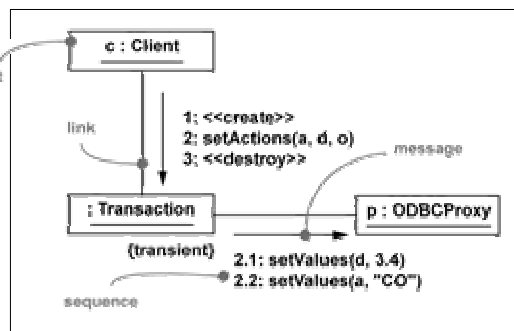 c : Client
1: <<create>>
2: setActions(a, d, o)
3: <<destroy>>
link
message
: Transaction
p : ODBCProxy
{transient}
2.1: setValues(d, 3.4)
2.2: setValues(a, "CO")
sequence